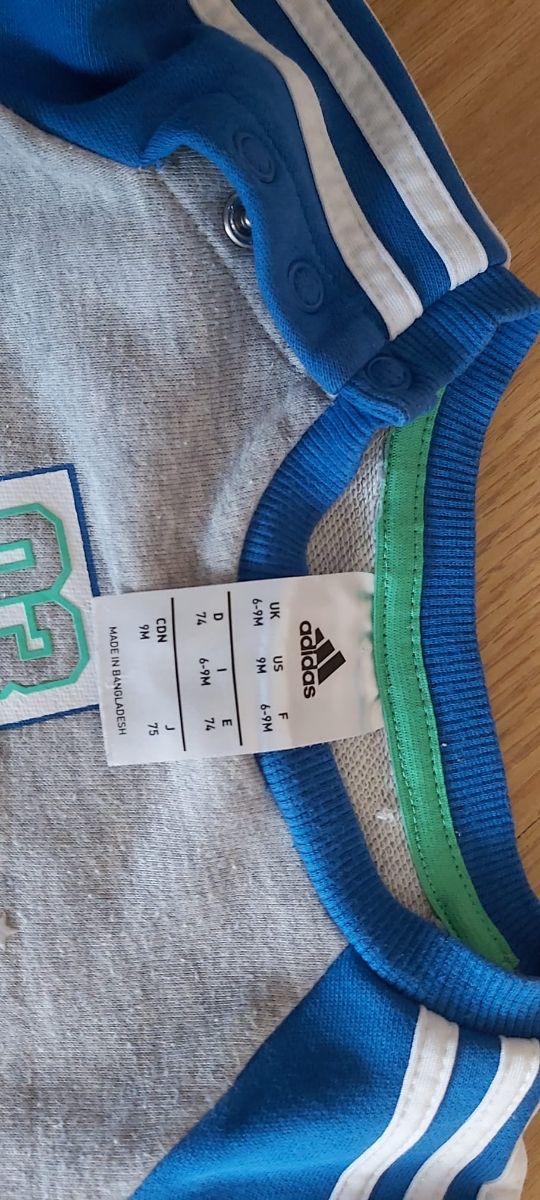 adidas
UK US F
6-9M 9M 6-9M
D I E
74 6-9M 74
CDN J
9M 75
MADE IN BANGLADESH